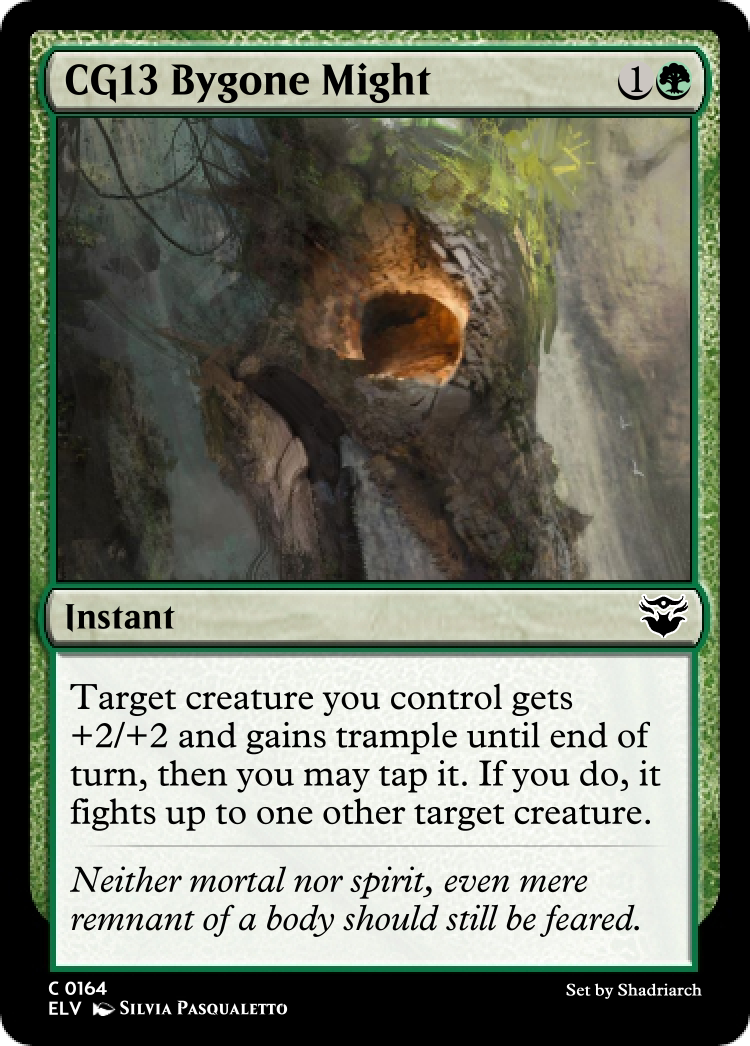 CG13 Bygone Might
1
Instant
Target creature you control gets
+2/+2 and gains trample until end of
turn, then you may tap it. If you do, it
fights up to one other target creature.
Neither mortal nor spirit, even mere
remnant of a body should still be feared.
C 0164
ELV Silvia Pasqualetto
Set by Shadriarch